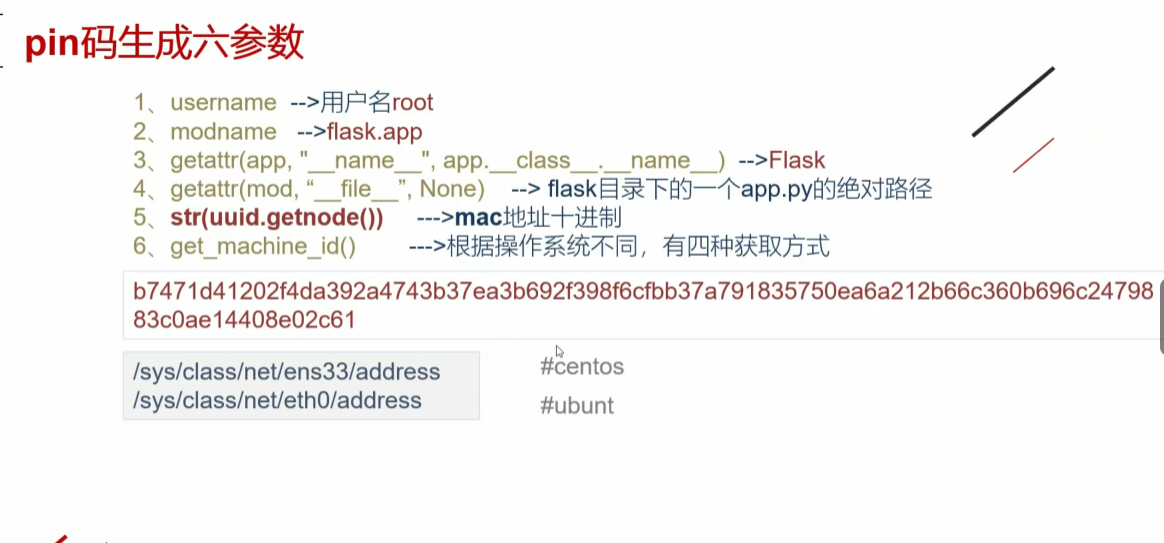 pin码生成六参数
1、username -->用户名root
2、modname -->flask.app
3、getattr(app, "__name__", app.__class__.__name__) -->Flask
4、getattr(mod, “__file__”, None) --> flask目录下的一个app.py的绝对路径
5、str(uuid.getnode()) --->mac地址十进制
6、get_machine_id() --->根据操作系统不同，有四种获取方式
b7471d41202f4da392a4743b37ea3b692f398f6cfbb37a791835750ea6a212b66c360b696c24798
83c0ae14408e02c61
/sys/class/net/ens33/address #centos
/sys/class/net/eth0/address #ubunt